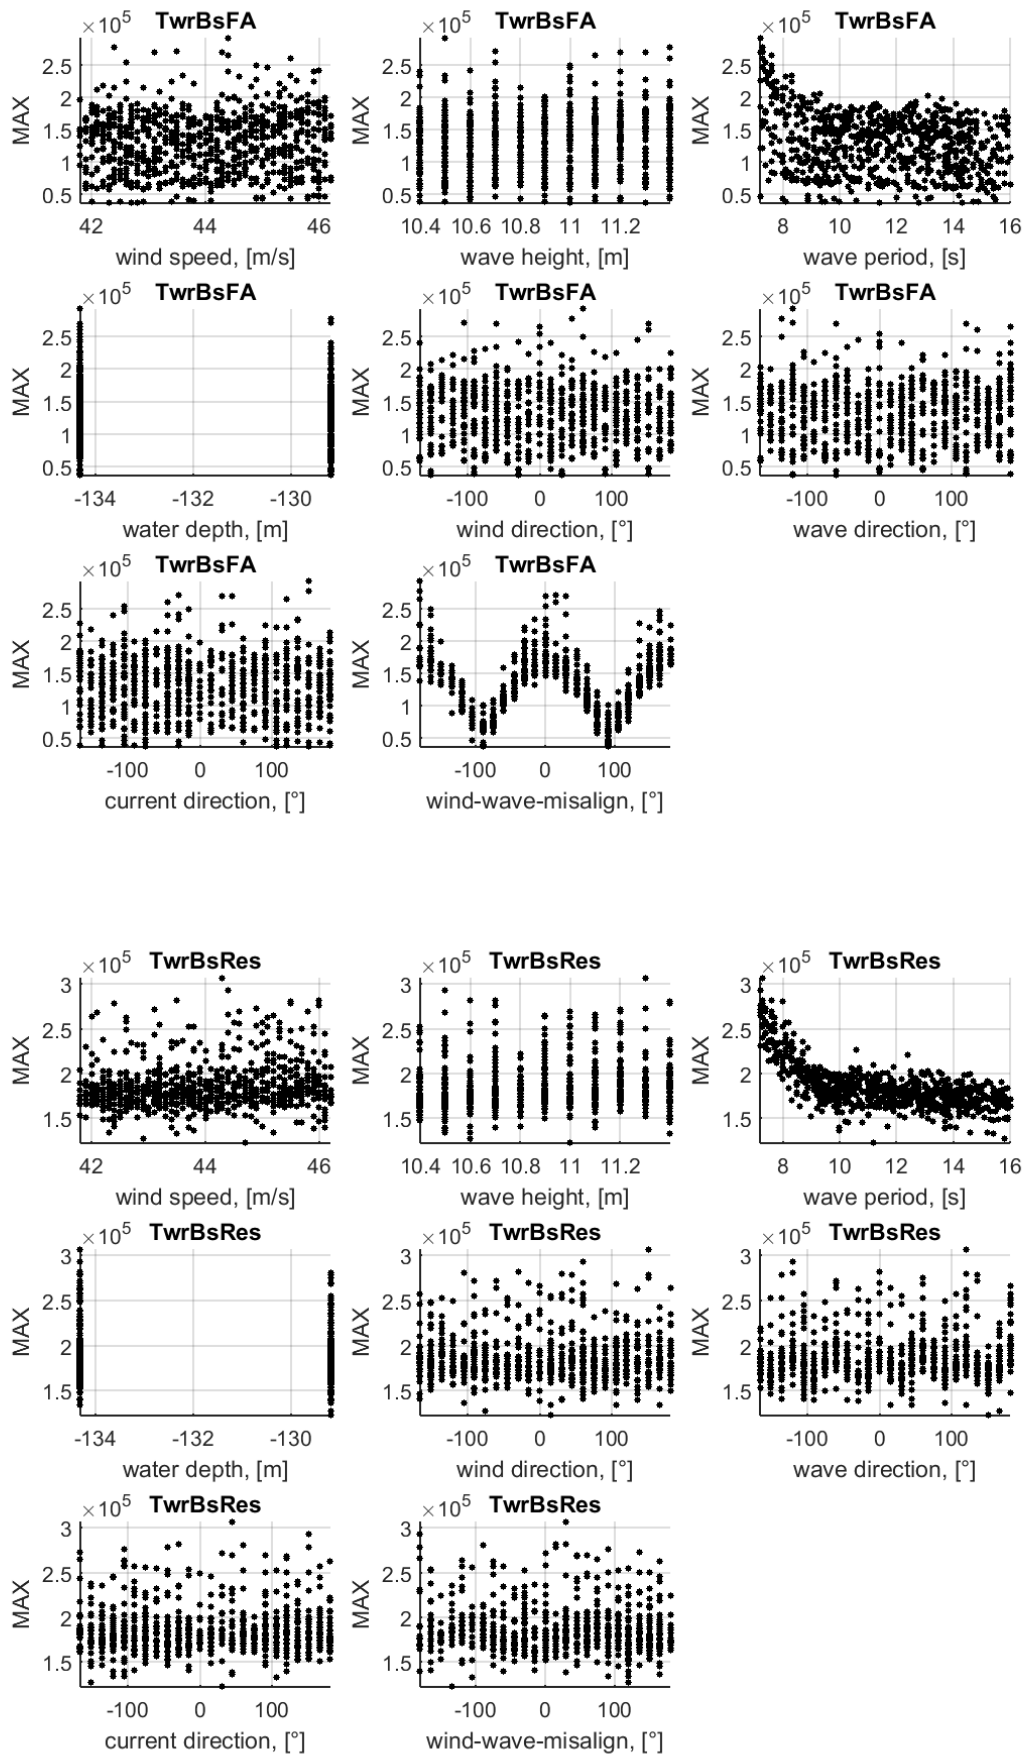 ×10⁵ TwrBsFA
MAX
2.5
2
1.5
1
0.5
42 44 46
wind speed, [m/s]
×10⁵ TwrBsFA
MAX
2.5
2
1.5
1
0.5
10.4 10.6 10.8 11 11.2
wave height, [m]
×10⁵ TwrBsFA
MAX
2.5
2
1.5
1
0.5
8 10 12 14 16
wave period, [s]
×10⁵ TwrBsFA
MAX
2.5
2
1.5
1
0.5
-134 -132 -130
water depth, [m]
×10⁵ TwrBsFA
MAX
2.5
2
1.5
1
0.5
-100 0 100
wind direction, [°]
×10⁵ TwrBsFA
MAX
2.5
2
1.5
1
0.5
-100 0 100
wave direction, [°]
×10⁵ TwrBsFA
MAX
2.5
2
1.5
1
0.5
-100 0 100
current direction, [°]
×10⁵ TwrBsFA
MAX
2.5
2
1.5
1
0.5
-100 0 100
wind-wave-misalign, [°]
×10⁵ TwrBsRes
MAX
3
2.5
2
1.5
42 44 46
wind speed, [m/s]
×10⁵ TwrBsRes
MAX
3
2.5
2
1.5
10.4 10.6 10.8 11 11.2
wave height, [m]
×10⁵ TwrBsRes
MAX
3
2.5
2
1.5
8 10 12 14 16
wave period, [s]
×10⁵ TwrBsRes
MAX
3
2.5
2
1.5
-134 -132 -130
water depth, [m]
×10⁵ TwrBsRes
MAX
3
2.5
2
1.5
-100 0 100
wind direction, [°]
×10⁵ TwrBsRes
MAX
3
2.5
2
1.5
-100 0 100
wave direction, [°]
×10⁵ TwrBsRes
MAX
3
2.5
2
1.5
-100 0 100
current direction, [°]
×10⁵ TwrBsRes
MAX
3
2.5
2
1.5
-100 0 100
wind-wave-misalign, [°]